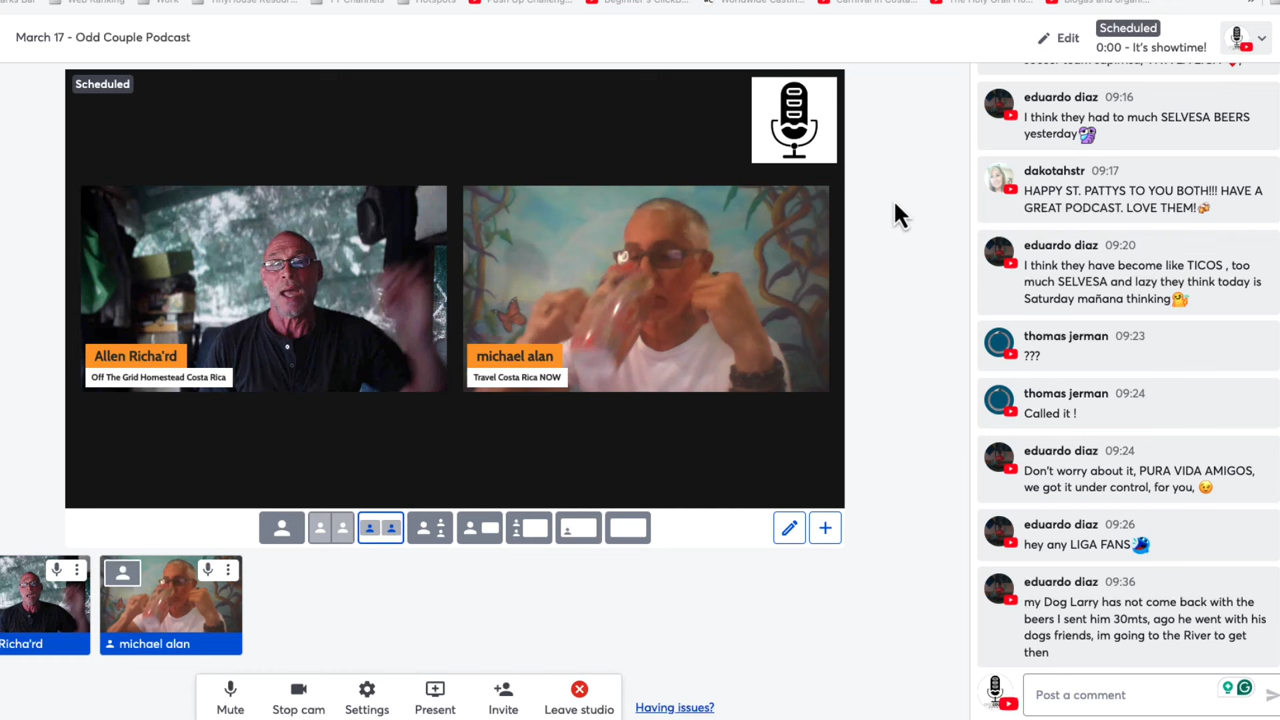 Web Ranking
Work
Hotspots
March 17 - Odd Couple Podcast
Edit
Scheduled
0:00 - It's showtime!
Scheduled
Allen Richa'rd
Off The Grid Homestead Costa Rica
michael alan
Travel Costa Rica NOW
Richa'rd
michael alan
Mute
Stop cam
Settings
Present
Invite
Leave studio
Having issues?
eduardo diaz 09:16
I think they had to much SELVESA BEERS
yesterday
dakotahstr 09:17
HAPPY ST. PATTYS TO YOU BOTH!!! HAVE A
GREAT PODCAST. LOVE THEM!
eduardo diaz 09:20
I think they have become like TICOS , too
much SELVESA and lazy they think today is
Saturday mañana thinking
thomas jerman 09:23
???
thomas jerman 09:24
Called it !
eduardo diaz 09:24
Don't worry about it, PURA VIDA AMIGOS,
we got it under control, for you,
eduardo diaz 09:26
hey any LIGA FANS
eduardo diaz 09:36
my Dog Larry has not come back with the
beers I sent him 30mts, ago he went with his
dogs friends, im going to the River to get
then
Post a comment